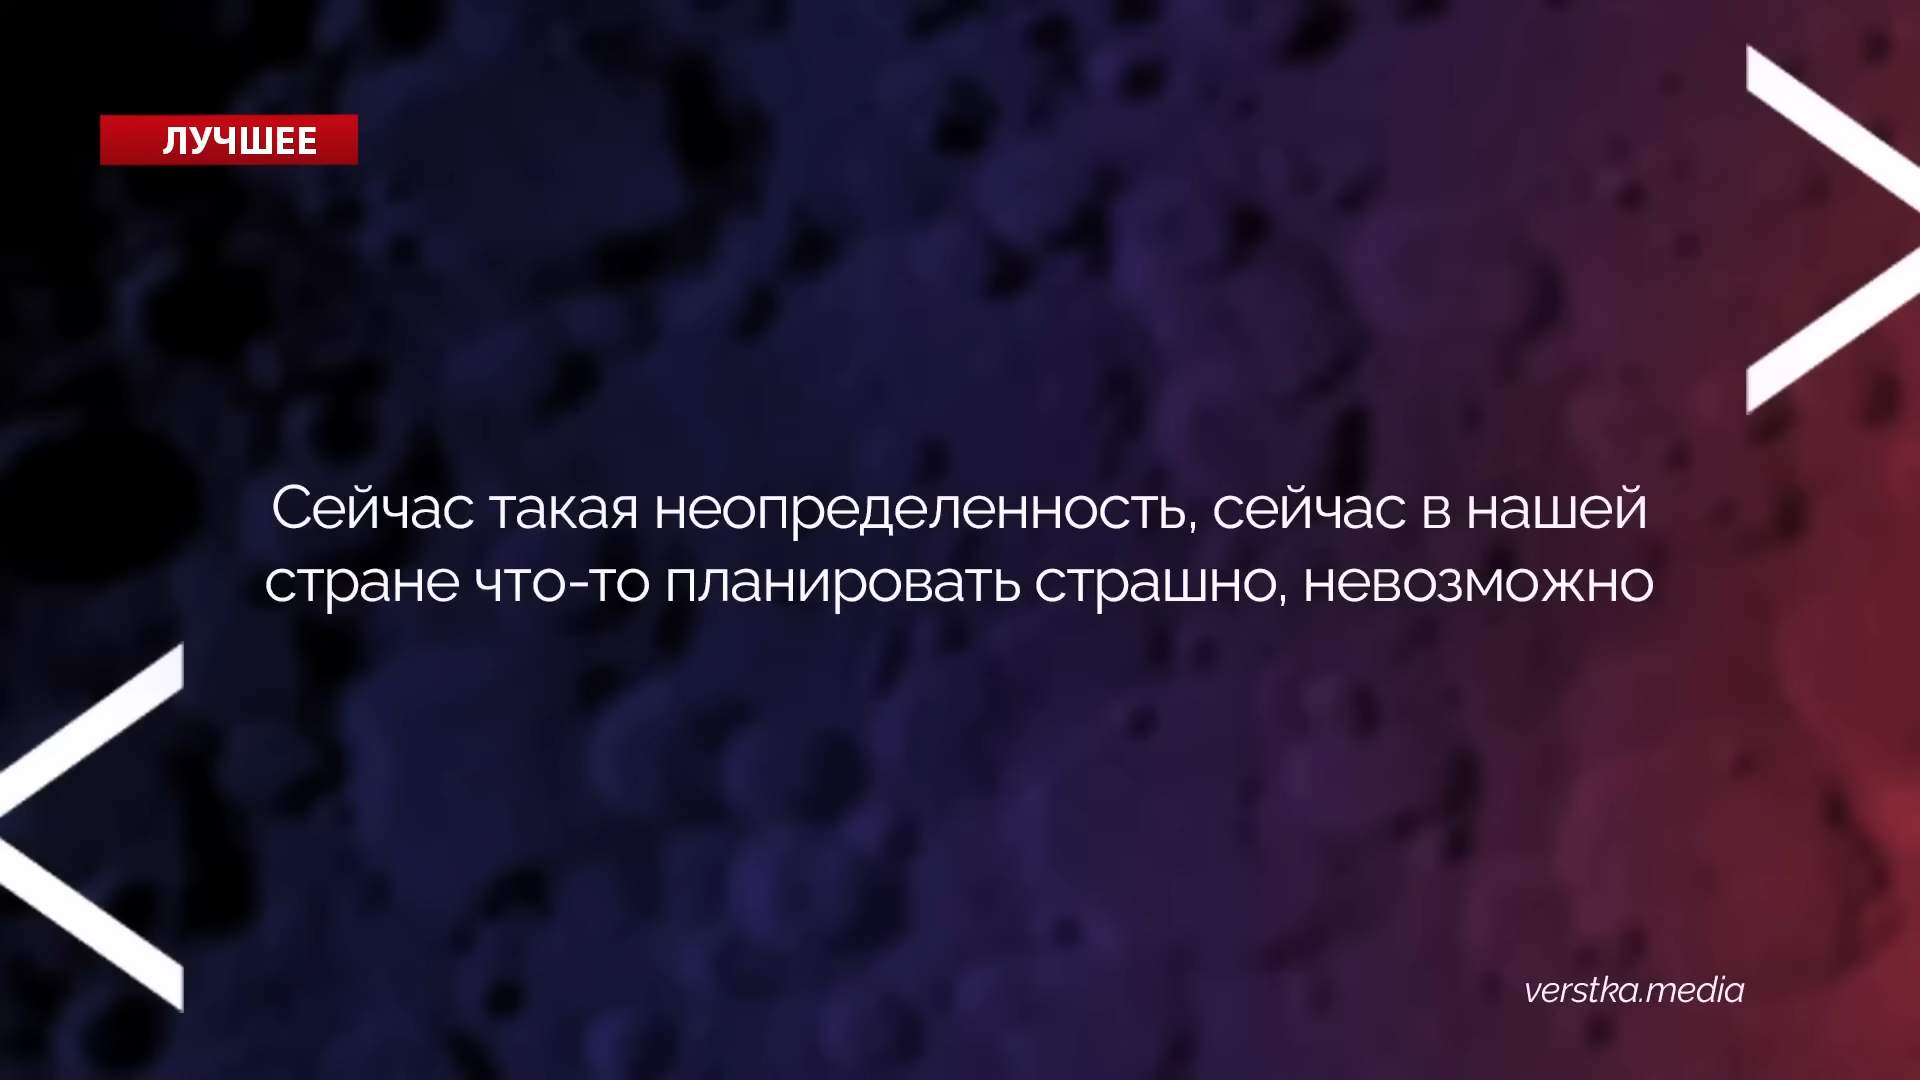 ЛУЧШЕЕ
Сейчас такая неопределенность, сейчас в нашей
стране что-то планировать страшно, невозможно
verstka.media